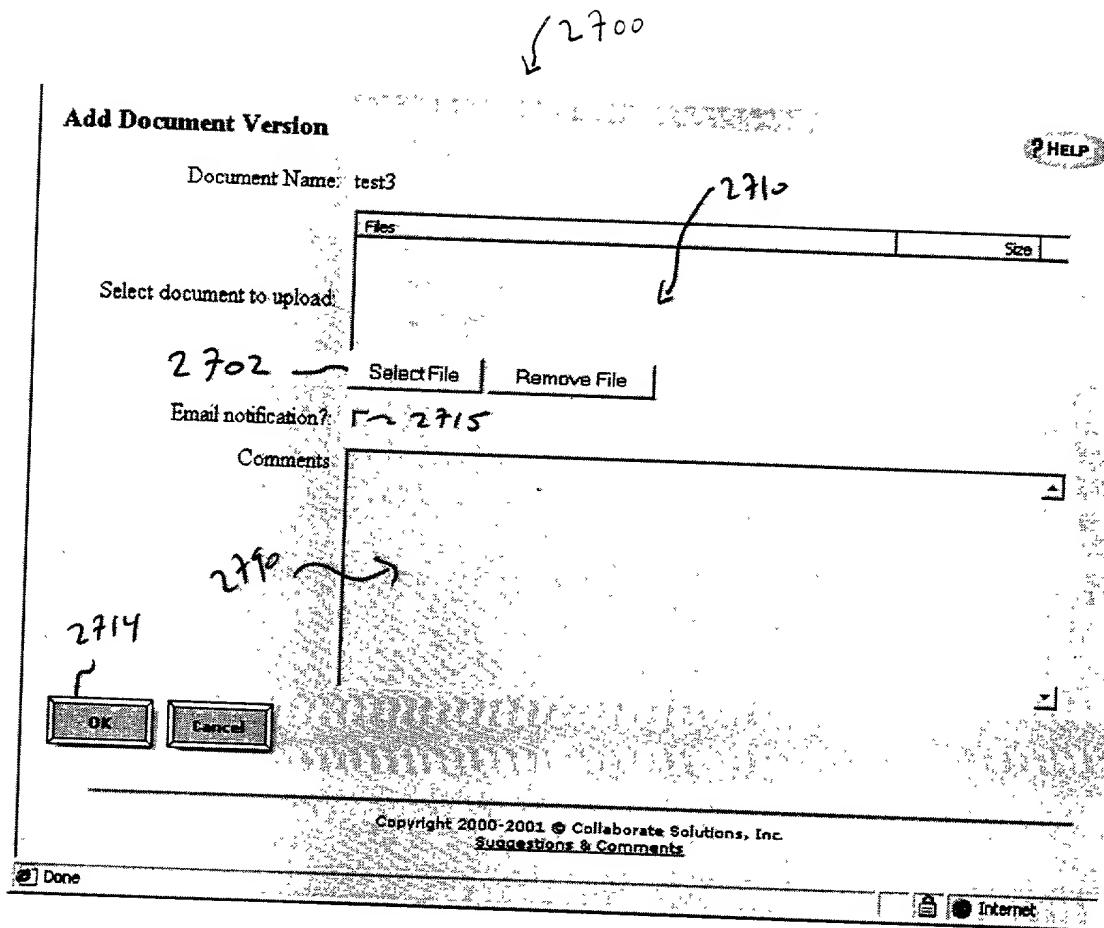 2700
Add Document Version
? HELP
Document Name: test3
2710
Files Size
Select document to upload:
2702
Select File Remove File
Email notification? 2715
Comments:
2790
2714
OK Cancel
Copyright 2000-2001 © Collaborate Solutions, Inc.
Suggestions & Comments
Done Internet